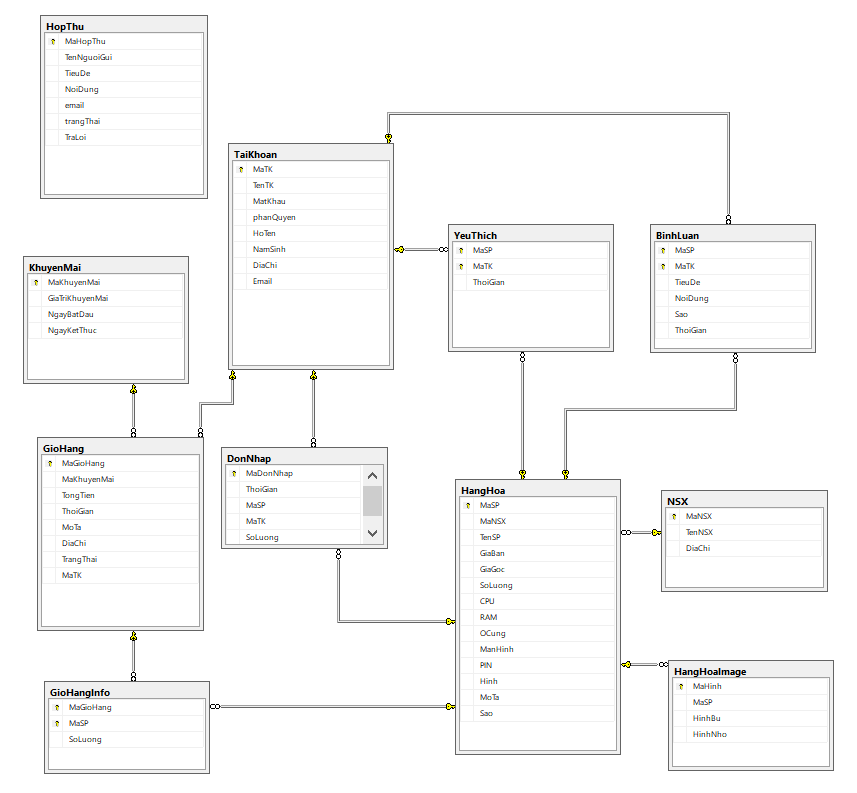 HopThu
MaHopThu
TenNguoiGui
TieuDe
NoiDung
email
trangThai
TraLoi
TaiKhoan
MaTK
TenTK
MatKhau
phanQuyen
HoTen
NamSinh
DiaChi
Email
YeuThich
MaSP
MaTK
ThoiGian
BinhLuan
MaSP
MaTK
TieuDe
NoiDung
Sao
ThoiGian
KhuyenMai
MaKhuyenMai
GiaTriKhuyenMai
NgayBatDau
NgayKetThuc
GioHang
MaGioHang
MaKhuyenMai
TongTien
ThoiGian
MoTa
DiaChi
TrangThai
MaTK
DonNhap
MaDonNhap
ThoiGian
MaSP
MaTK
SoLuong
HangHoa
MaSP
MaNSX
TenSP
GiaBan
GiaGoc
SoLuong
CPU
RAM
OCung
ManHinh
PIN
Hinh
MoTa
Sao
NSX
MaNSX
TenNSX
DiaChi
GioHangInfo
MaGioHang
MaSP
SoLuong
HangHoaImage
MaHinh
MaSP
HinhBu
HinhNho